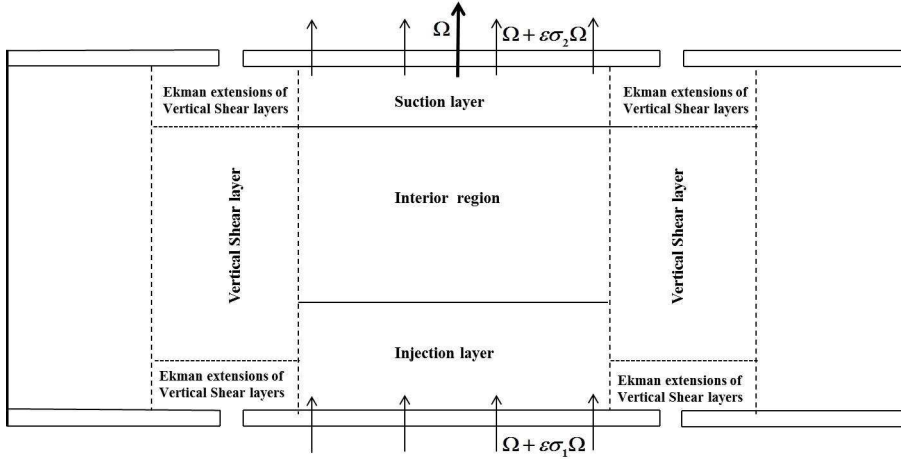 Ω
Ω + εσ₂Ω
Ekman extensions of
Vertical Shear layers
Suction layer
Ekman extensions of
Vertical Shear layers
Vertical Shear layer
Interior region
Vertical Shear layer
Injection layer
Ekman extensions of
Vertical Shear layers
Ekman extensions of
Vertical Shear layers
Ω + εσ₁Ω